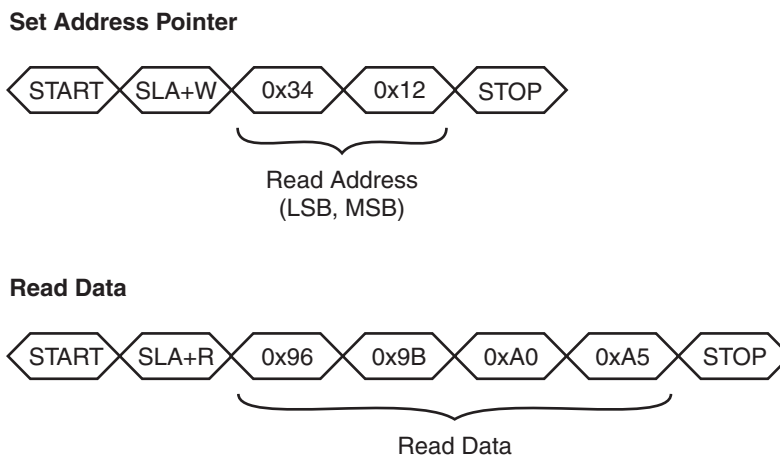 Set Address Pointer
START SLA+W 0x34 0x12 STOP
Read Address
(LSB, MSB)
Read Data
START SLA+R 0x96 0x9B 0xA0 0xA5 STOP
Read Data